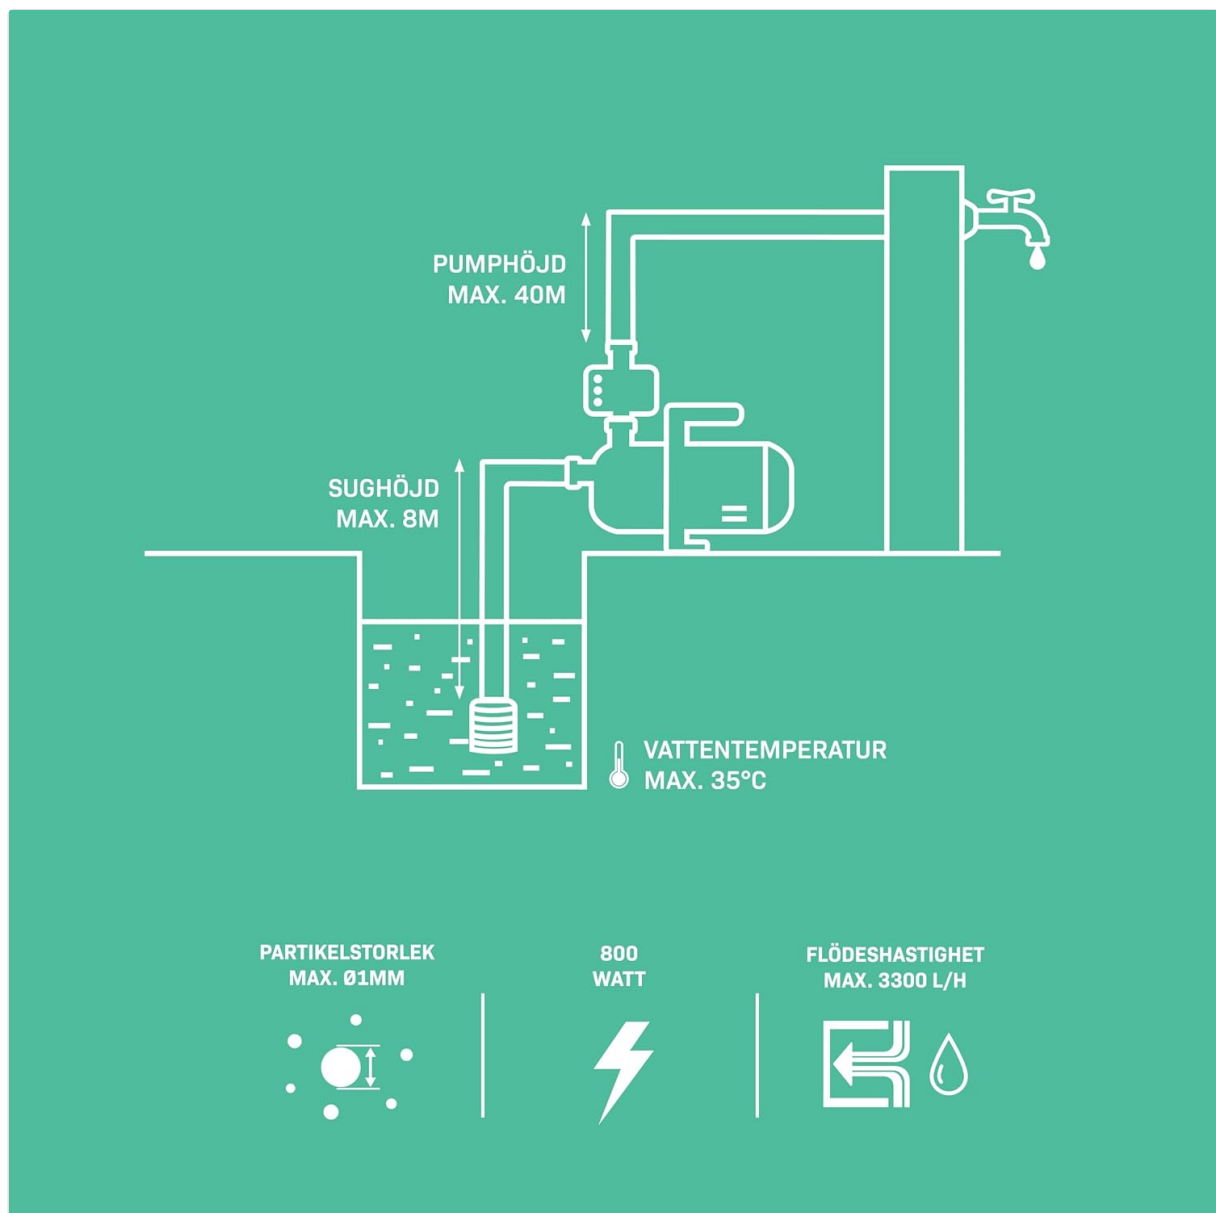 PUMPHÖJD
MAX. 40M
SUGHÖJD
MAX. 8M
VATTENTEMPERATUR
MAX. 35°C
PARTIKELSTORLEK
MAX. Ø1MM
800
WATT
FLÖDESHASTIGHET
MAX. 3300 L/H